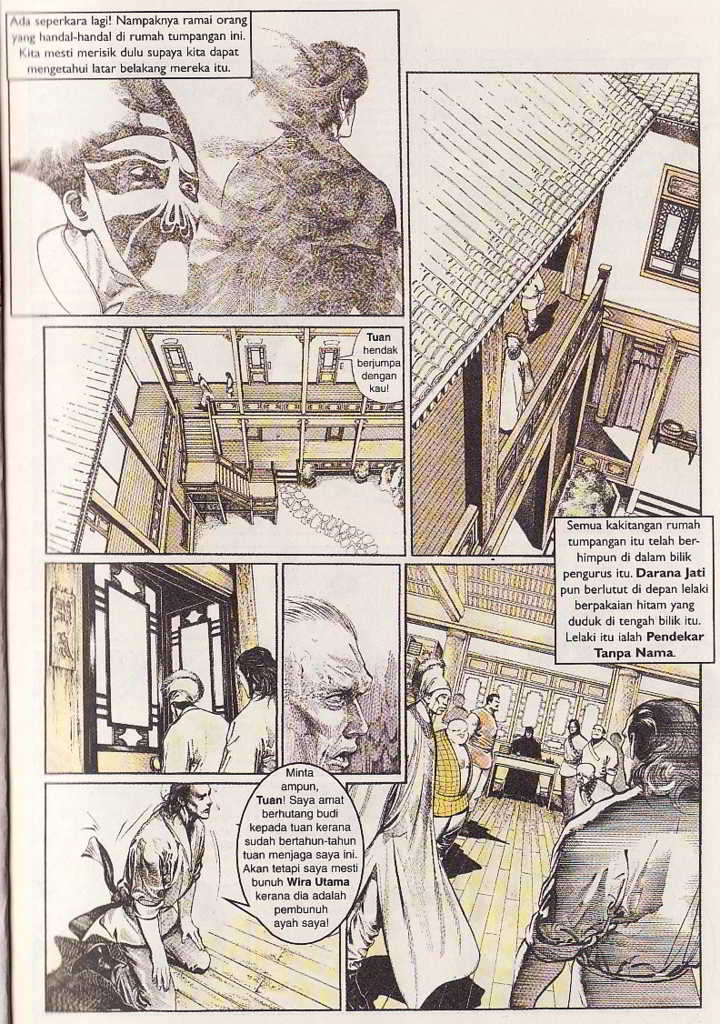 Ada seperkara lagi! Nampaknya ramai orang
yang handal-handal di rumah tumpangan ini.
Kita mesti merisik dulu supaya kita dapat
mengetahui latar belakang mereka itu.
Tuan
hendak
berjumpa
dengan
kau!
Semua kakitangan rumah
tumpangan itu telah ber-
himpun di dalam bilik
pengurus itu. Darana Jati
pun berlutut di depan lelaki
berpakaian hitam yang
duduk di tengah bilik itu.
Lelaki itu ialah Pendekar
Tanpa Nama.
Minta
ampun,
Tuan! Saya amat
berhutang budi
kepada tuan kerana
sudah bertahun-tahun
tuan menjaga saya ini.
Akan tetapi saya mesti
bunuh Wira Utama
kerana dia adalah
pembunuh
ayah saya!